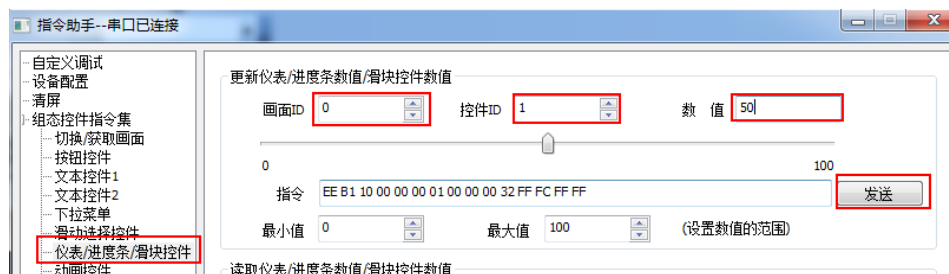 指令助手--串口已连接
自定义调试
设备配置
清屏
组态控件指令集
切换/获取画面
按钮控件
文本控件1
文本控件2
下拉菜单
滑动选择控件
仪表/进度条/滑块控件
动画控件
更新仪表/进度条数值/滑块控件数值
画面ID 0 控件ID 1 数 值 50
0 100
指令 EE B1 10 00 00 00 01 00 00 00 32 FF FC FF FF 发送
最小值 0 最大值 100 (设置数值的范围)
读取仪表/进度条数值/滑块控件数值